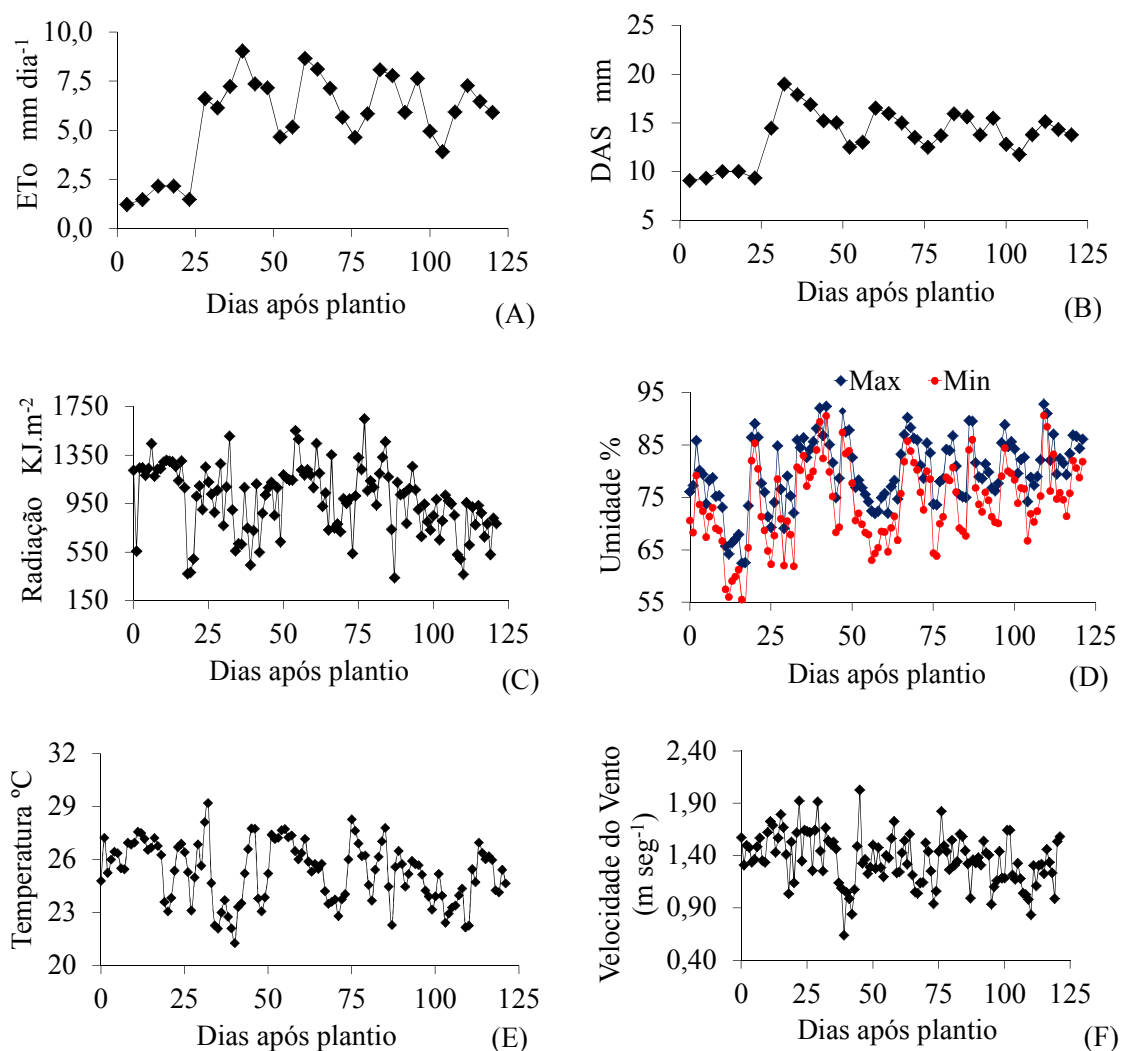 ETo mm dia-1
10,0
7,5
5,0
2,5
0,0
0 25 50 75 100 125
Dias após plantio
(A)
DAS mm
25
20
15
10
5
0 25 50 75 100 125
Dias após plantio
(B)
Radiação KJ.m-2
1750
1350
950
550
150
0 25 50 75 100 125
Dias após plantio
(C)
Max Min
Umidade %
95
85
75
65
55
0 25 50 75 100 125
Dias após plantio
(D)
Temperatura ºC
32
29
26
23
20
0 25 50 75 100 125
Dias após plantio
(E)
Velocidade do Vento
(m seg-1)
2,40
1,90
1,40
0,90
0,40
0 25 50 75 100 125
Dias após plantio
(F)